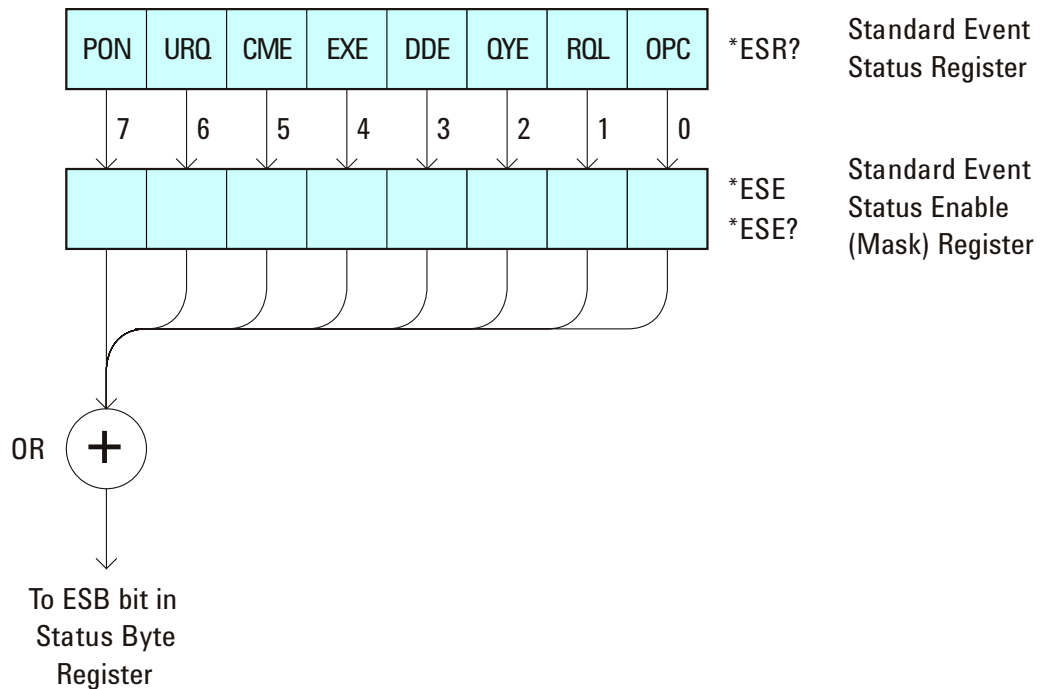 PON URQ CME EXE DDE QYE RQL OPC
*ESR?
Standard Event
Status Register
7 6 5 4 3 2 1 0
*ESE
*ESE?
Standard Event
Status Enable
(Mask) Register
OR +
To ESB bit in
Status Byte
Register